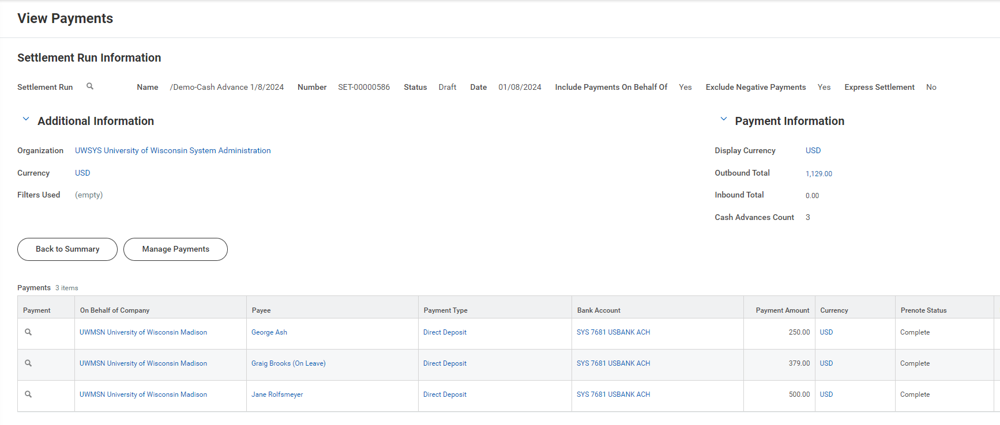 View Payments
Settlement Run Information
Settlement Run Name /Demo-Cash Advance 1/8/2024 Number SET-00000586 Status Draft Date 01/08/2024 Include Payments On Behalf Of Yes Exclude Negative Payments Yes Express Settlement No
Additional Information
Organization UWSYS University of Wisconsin System Administration
Currency USD
Filters Used (empty)
Payment Information
Display Currency USD
Outbound Total 1,129.00
Inbound Total 0.00
Cash Advances Count 3
Back to Summary Manage Payments
Payments 3 items
Payment On Behalf of Company Payee Payment Type Bank Account Payment Amount Currency Prenote Status
UWMSN University of Wisconsin Madison George Ash Direct Deposit SYS 7681 USBANK ACH 250.00 USD Complete
UWMSN University of Wisconsin Madison Graig Brooks (On Leave) Direct Deposit SYS 7681 USBANK ACH 379.00 USD Complete
UWMSN University of Wisconsin Madison Jane Rolfsmeyer Direct Deposit SYS 7681 USBANK ACH 500.00 USD Complete